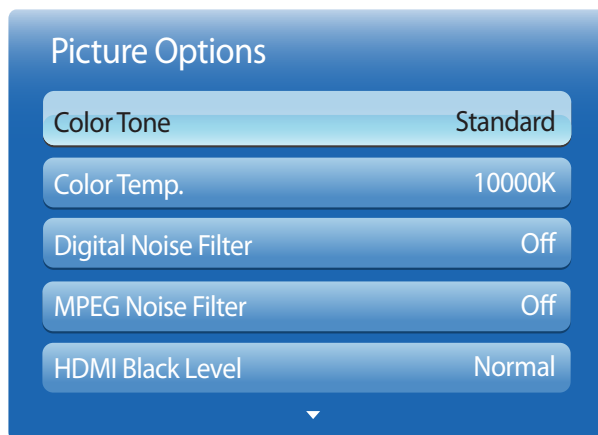 Picture Options
Color Tone Standard
Color Temp. 10000K
Digital Noise Filter Off
MPEG Noise Filter Off
HDMI Black Level Normal